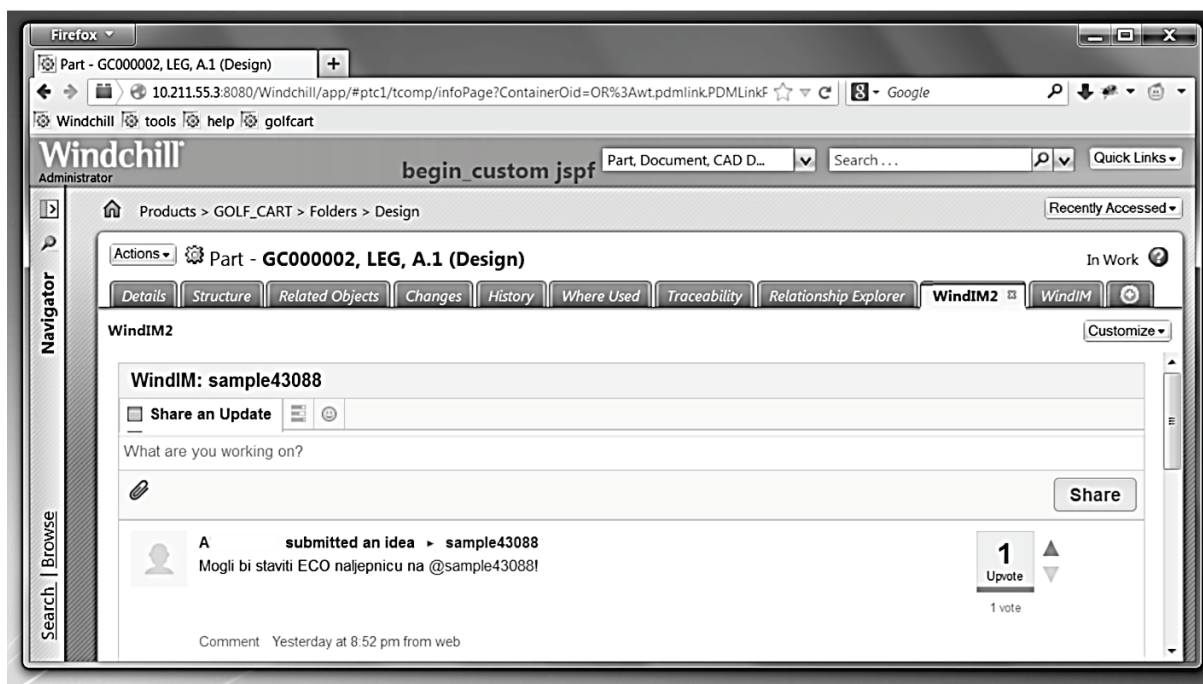 Firefox
Part - GC000002, LEG, A.1 (Design)
10.211.55.3:8080/Windchill/app/#ptc1/tcomp/infoPage?ContainerOid=OR%3Awt.pdmlink.PDMLinkF
Google
Windchill tools help golfcart
Windchill
Administrator
begin_custom jspf
Part, Document, CAD D...
Search ...
Quick Links
Products > GOLF_CART > Folders > Design
Recently Accessed
Actions
Part - GC000002, LEG, A.1 (Design)
In Work
Details Structure Related Objects Changes History Where Used Traceability Relationship Explorer WindIM2 WindIM
Navigator
WindIM2
Customize
WindIM: sample43088
Share an Update
What are you working on?
Share
Search | Browse
A submitted an idea ► sample43088
Mogli bi staviti ECO naljepnicu na @sample43088!
1
Upvote
1 vote
Comment Yesterday at 8:52 pm from web